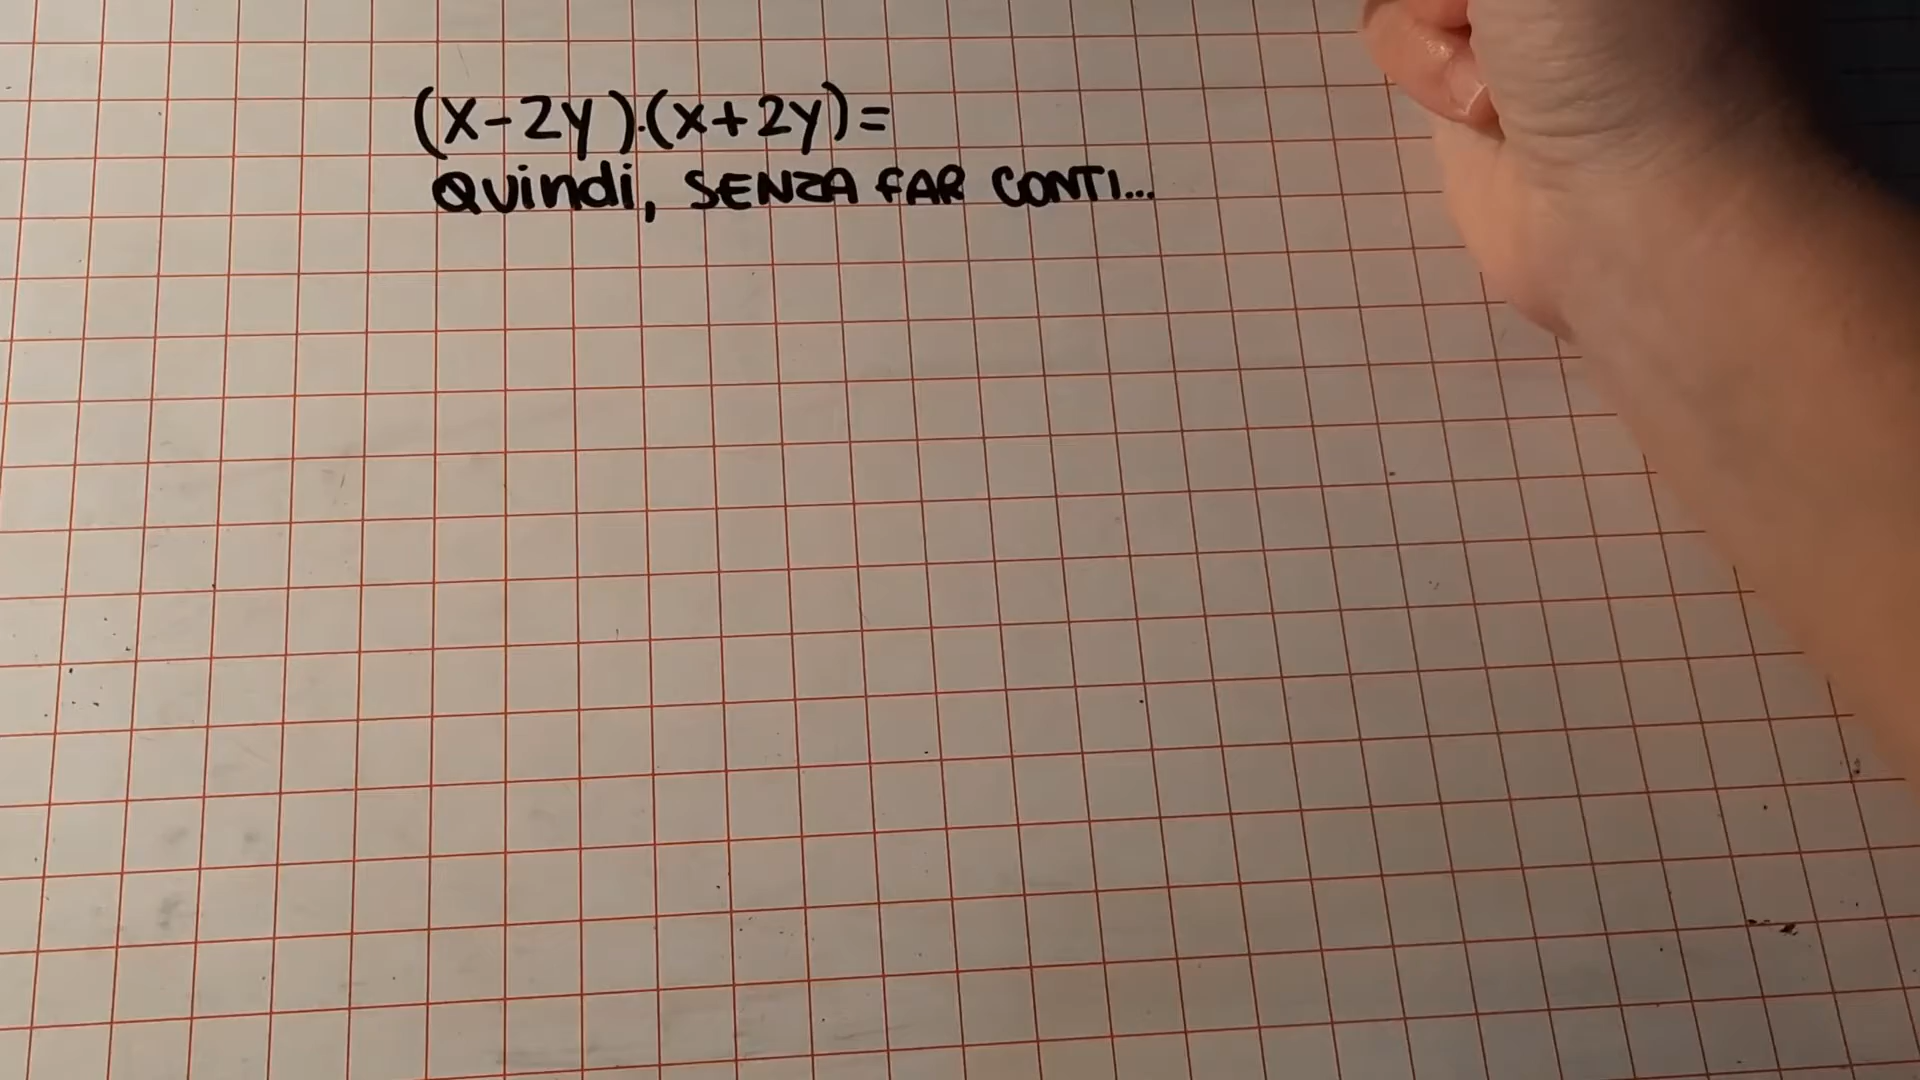 (x-2y)·(x+2y)=
Quindi, SENZA FAR CONTI...